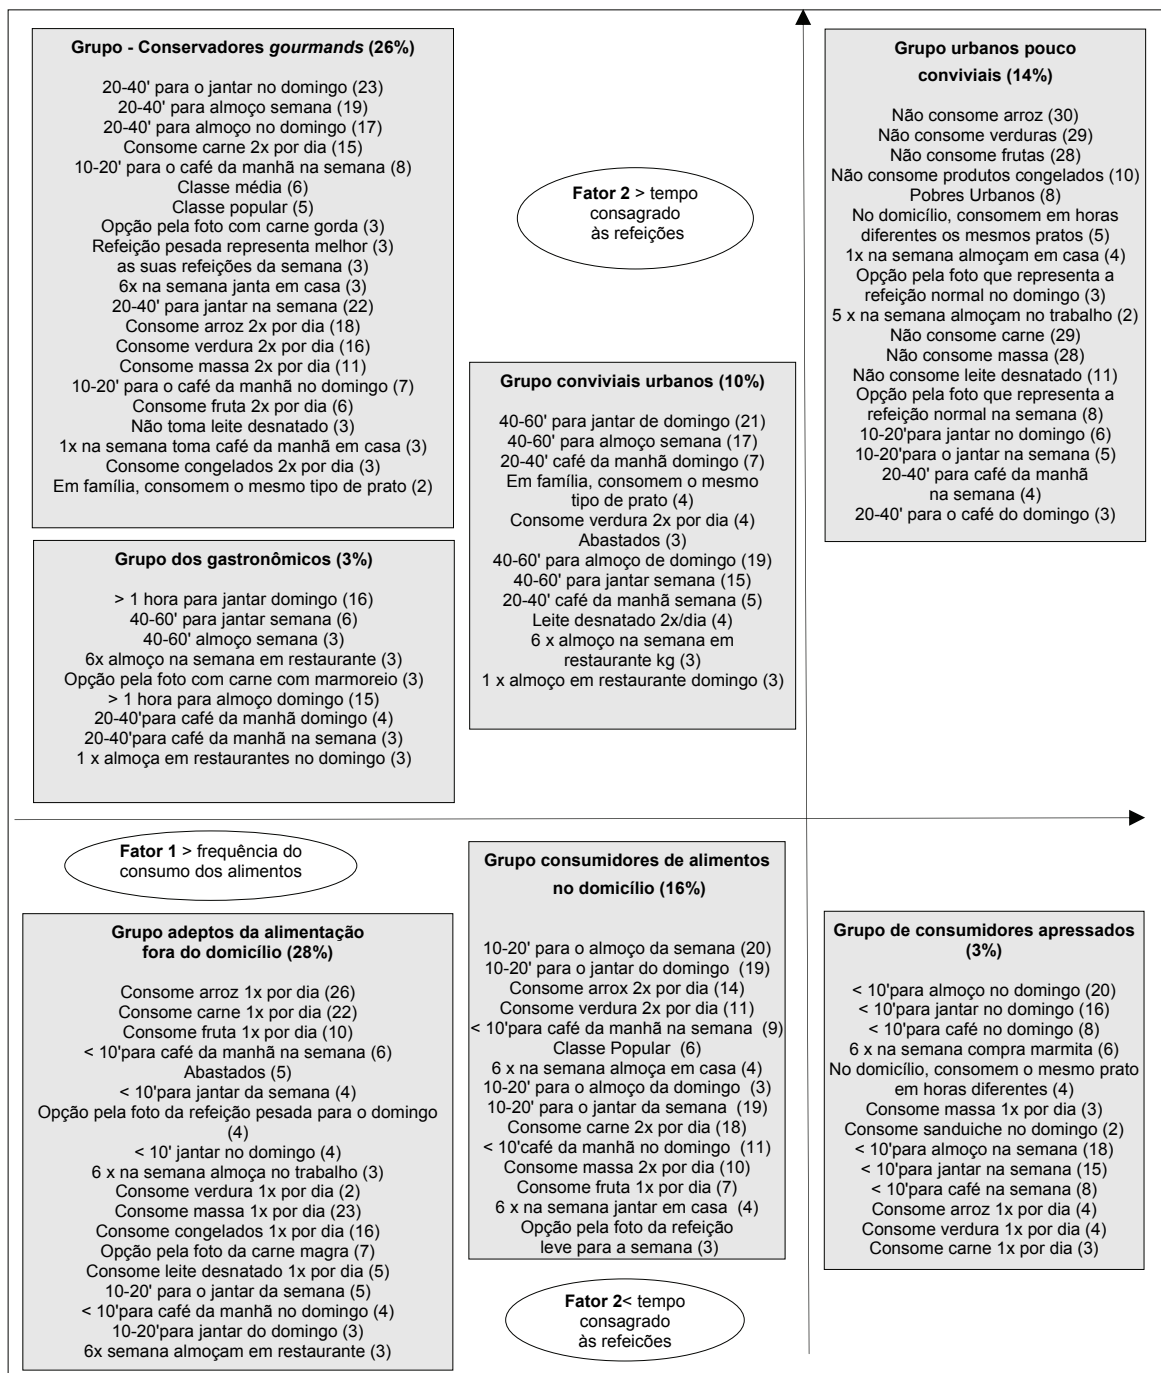 Grupo - Conservadores gourmands (26%)
20-40' para o jantar no domingo (23)
20-40' para almoço semana (19)
20-40' para almoço no domingo (17)
Consome carne 2x por dia (15)
10-20' para o café da manhã na semana (8)
Classe média (6)
Classe popular (5)
Opção pela foto com carne gorda (3)
Refeição pesada representa melhor (3)
as suas refeições da semana (3)
6x na semana janta em casa (3)
20-40' para jantar na semana (22)
Consome arroz 2x por dia (18)
Consome verdura 2x por dia (16)
Consome massa 2x por dia (11)
10-20' para o café da manhã no domingo (7)
Consome fruta 2x por dia (6)
Não toma leite desnatado (3)
1x na semana toma café da manhã em casa (3)
Consome congelados 2x por dia (3)
Em família, consomem o mesmo tipo de prato (2)
Fator 2 > tempo
consagrado
às refeições
Grupo urbanos pouco
conviviais (14%)
Não consome arroz (30)
Não consome verduras (29)
Não consome frutas (28)
Não consome produtos congelados (10)
Pobres Urbanos (8)
No domicílio, consomem em horas
diferentes os mesmos pratos (5)
1x na semana almoçam em casa (4)
Opção pela foto que representa a
refeição normal no domingo (3)
5 x na semana almoçam no trabalho (2)
Não consome carne (29)
Não consome massa (28)
Não consome leite desnatado (11)
Opção pela foto que representa a
refeição normal na semana (8)
10-20'para jantar no domingo (6)
10-20'para o jantar na semana (5)
20-40' para café da manhã
na semana (4)
20-40' para o café do domingo (3)
Grupo conviviais urbanos (10%)
40-60' para jantar de domingo (21)
40-60' para almoço semana (17)
20-40' café da manhã domingo (7)
Em família, consomem o mesmo
tipo de prato (4)
Consome verdura 2x por dia (4)
Abastados (3)
40-60' para almoço de domingo (19)
40-60' para jantar semana (15)
20-40' café da manhã semana (5)
Leite desnatado 2x/dia (4)
6 x almoço na semana em
restaurante kg (3)
1 x almoço em restaurante domingo (3)
Grupo dos gastronômicos (3%)
> 1 hora para jantar domingo (16)
40-60' para jantar semana (6)
40-60' almoço semana (3)
6x almoço na semana em restaurante (3)
Opção pela foto com carne com marmoreio (3)
> 1 hora para almoço domingo (15)
20-40'para café da manhã domingo (4)
20-40'para café da manhã na semana (3)
1 x almoça em restaurantes no domingo (3)
Fator 1 > frequência do
consumo dos alimentos
Grupo adeptos da alimentação
fora do domicílio (28%)
Consome arroz 1x por dia (26)
Consome carne 1x por dia (22)
Consome fruta 1x por dia (10)
< 10'para café da manhã na semana (6)
Abastados (5)
< 10'para jantar da semana (4)
Opção pela foto da refeição pesada para o domingo
(4)
< 10' jantar no domingo (4)
6 x na semana almoça no trabalho (3)
Consome verdura 1x por dia (2)
Consome massa 1x por dia (23)
Consome congelados 1x por dia (16)
Opção pela foto da carne magra (7)
Consome leite desnatado 1x por dia (5)
10-20' para o jantar da semana (5)
< 10'para café da manhã no domingo (4)
10-20'para jantar do domingo (3)
6x semana almoçam em restaurante (3)
Grupo consumidores de alimentos
no domicílio (16%)
10-20' para o almoço da semana (20)
10-20' para o jantar do domingo (19)
Consome arrox 2x por dia (14)
Consome verdura 2x por dia (11)
< 10'para café da manhã na semana (9)
Classe Popular (6)
6 x na semana almoça em casa (4)
10-20' para o almoço da domingo (3)
10-20' para o jantar da semana (19)
Consome carne 2x por dia (18)
< 10'café da manhã no domingo (11)
Consome massa 2x por dia (10)
Consome fruta 1x por dia (7)
6 x na semana jantar em casa (4)
Opção pela foto da refeição
leve para a semana (3)
Fator 2< tempo
consagrado
às refeicões
Grupo de consumidores apressados
(3%)
< 10'para almoço no domingo (20)
< 10'para jantar no domingo (16)
< 10'para café no domingo (8)
6 x na semana compra marmita (6)
No domicílio, consomem o mesmo prato
em horas diferentes (4)
Consome massa 1x por dia (3)
Consome sanduiche no domingo (2)
< 10'para almoço na semana (18)
< 10'para jantar na semana (15)
< 10'para café na semana (8)
Consome arroz 1x por dia (4)
Consome verdura 1x por dia (4)
Consome carne 1x por dia (3)